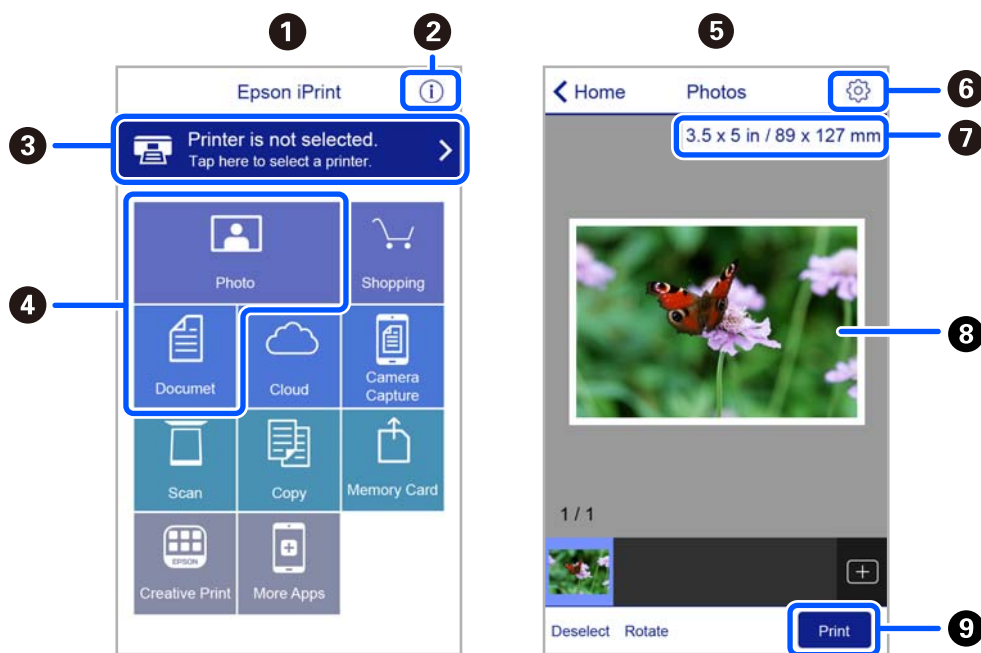 1
2
Epson iPrint
3
Printer is not selected.
Tap here to select a printer.
4
Photo
Shopping
Documet
Cloud
Camera
Capture
Scan
Copy
Memory Card
EPSON
Creative Print
More Apps
5
Home
Photos
6
3.5 x 5 in / 89 x 127 mm
7
8
1 / 1
Deselect
Rotate
Print
9